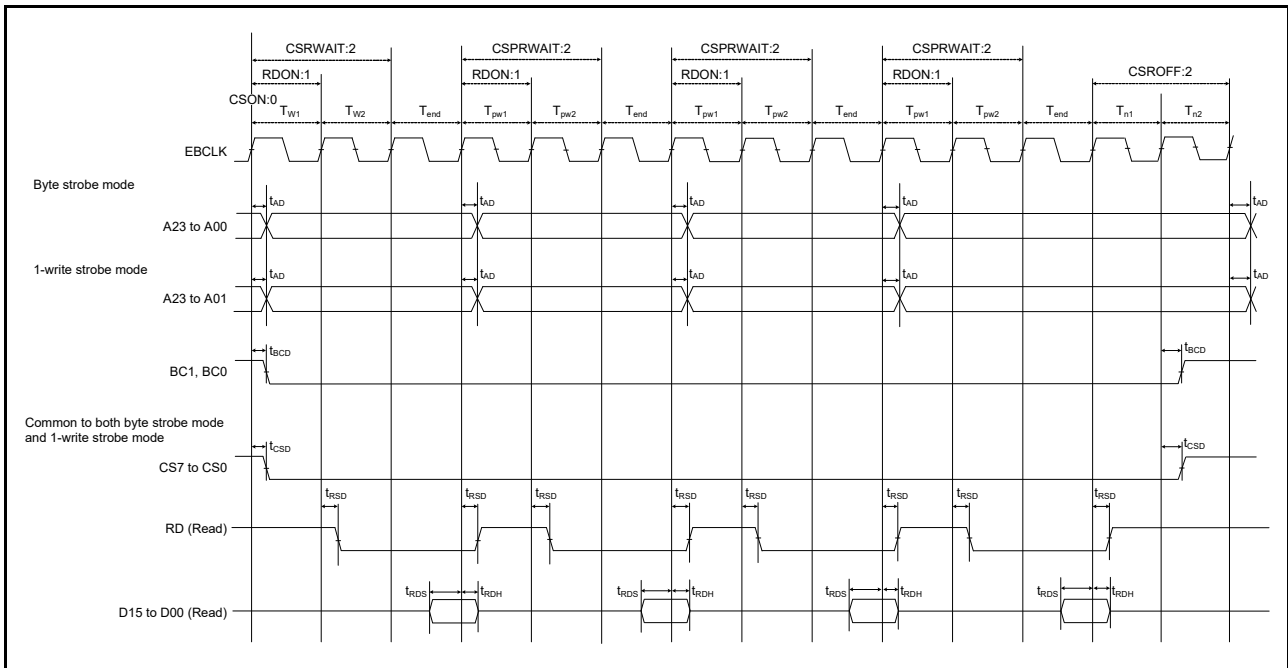 CSRWAIT:2 CSPRWAIT:2 CSPRWAIT:2 CSPRWAIT:2
RDON:1 RDON:1 RDON:1 RDON:1 CSROFF:2
CSON:0
TW1 TW2 Tend Tpw1 Tpw2 Tend Tpw1 Tpw2 Tend Tpw1 Tpw2 Tend Tn1 Tn2
EBCLK
Byte strobe mode
tAD tAD tAD tAD tAD
A23 to A00
1-write strobe mode
tAD tAD tAD tAD tAD
A23 to A01
tBCD tBCD
BC1, BC0
Common to both byte strobe mode
and 1-write strobe mode
tCSD tCSD
CS7 to CS0
tRSD tRSD tRSD tRSD tRSD tRSD tRSD tRSD
RD (Read)
tRDS tRDH tRDS tRDH tRDS tRDH tRDS tRDH
D15 to D00 (Read)